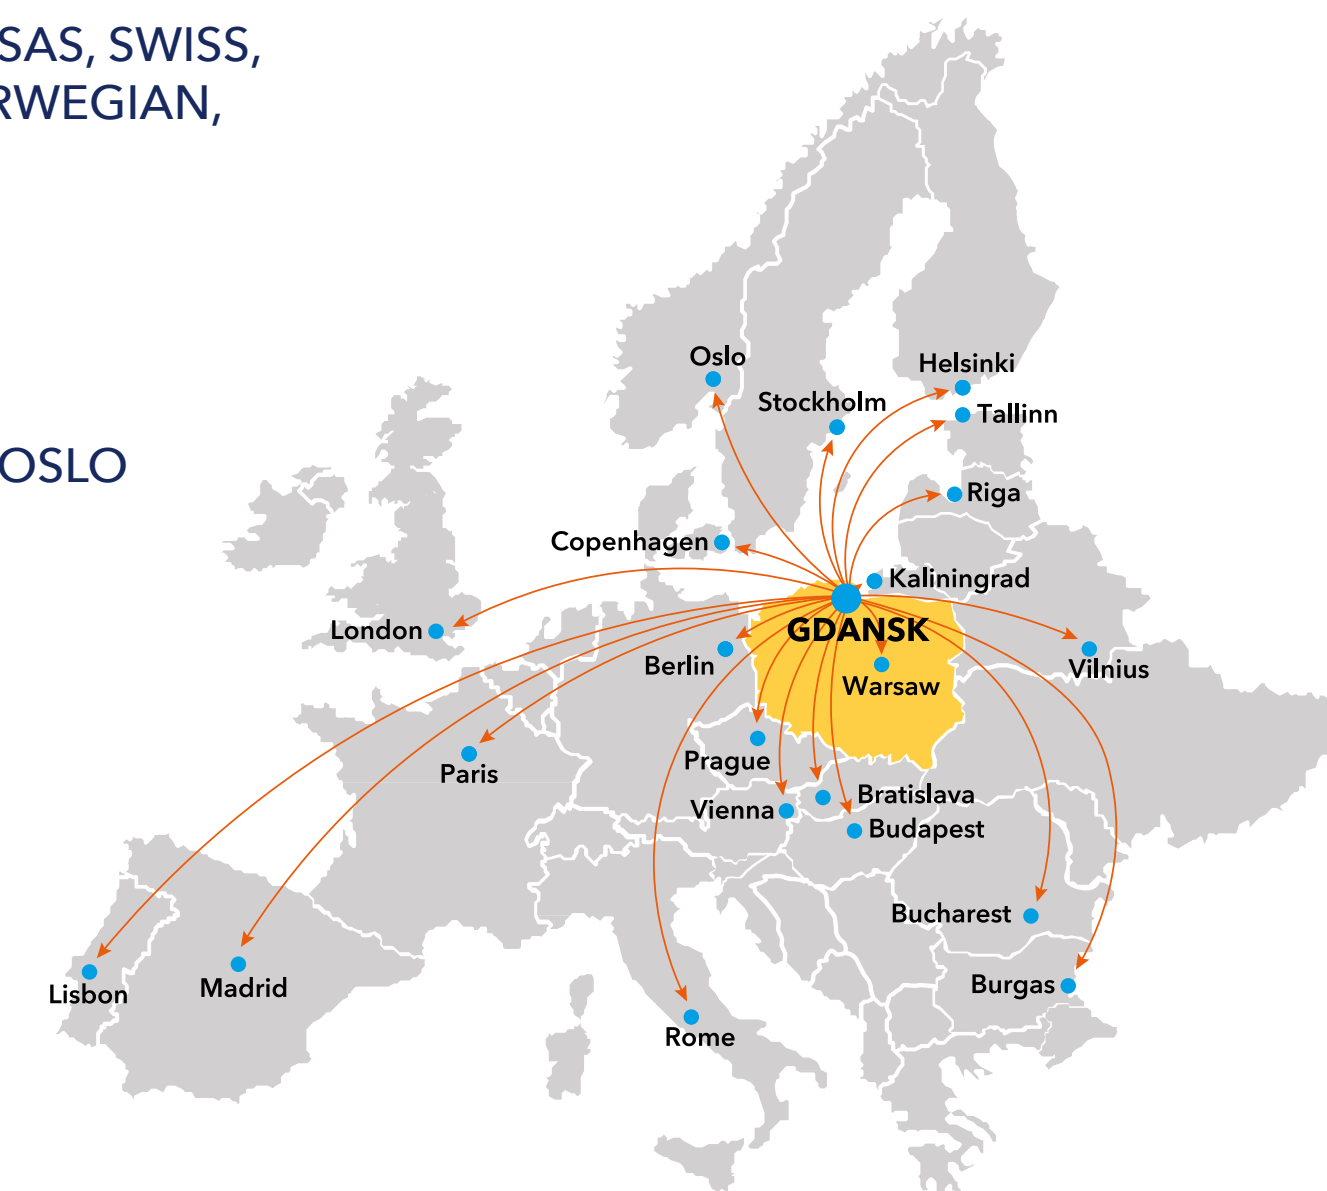 SAS, SWISS,
RWEGIAN,
Oslo
Helsinki
Stockholm
Tallinn
OSLO
Riga
Copenhagen
Kaliningrad
London
GDANSK
Berlin
Vilnius
Warsaw
Prague
Paris
Bratislava
Vienna
Budapest
Bucharest
Madrid
Burgas
Lisbon
Rome